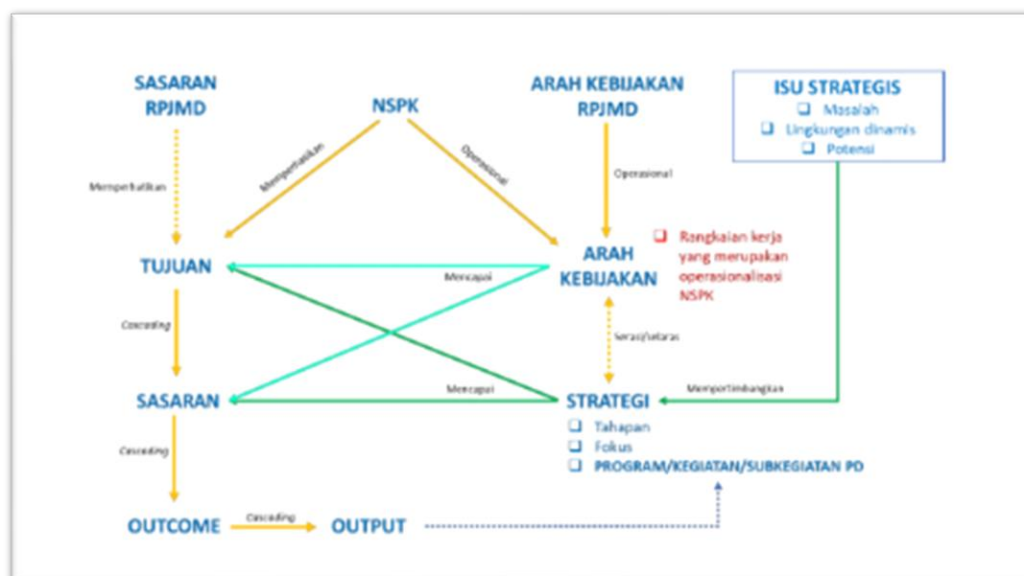 SASARAN
RPJMD
NSPK
ARAH KEBIJAKAN
RPJMD
ISU STRATEGIS
Masalah
Lingkungan dinamis
Potensi
Memperhatikan
Memperhatikan
Operasional
Operasional
TUJUAN
ARAH
KEBIJAKAN
Rangkaian kerja
yang merupakan
operasionalisasi
NSPK
Mencapai
Cascading
Serasi/selaras
SASARAN
Mencapai
STRATEGI
Mempertimbangkan
Tahapan
Fokus
PROGRAM/KEGIATAN/SUBKEGIATAN PD
Cascading
OUTCOME
Cascading
OUTPUT